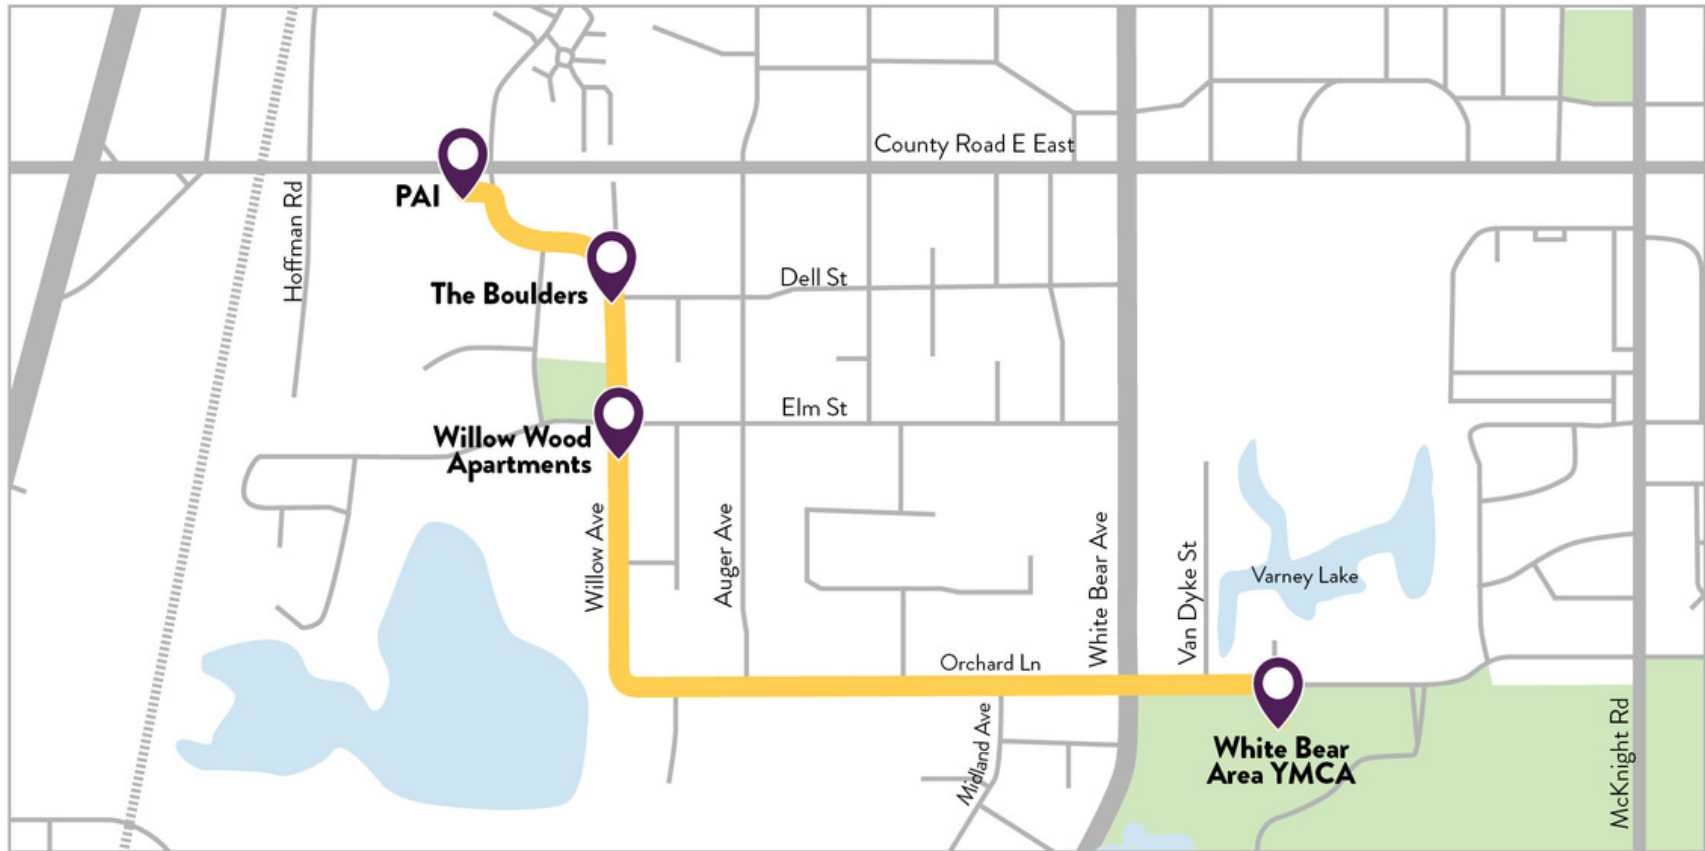 County Road E East
PAI
Hoffman Rd
Dell St
The Boulders
Elm St
Willow Wood
Apartments
Willow Ave
Auger Ave
White Bear Ave
Van Dyke St
Varney Lake
Orchard Ln
Midland Ave
White Bear
Area YMCA
McKnight Rd